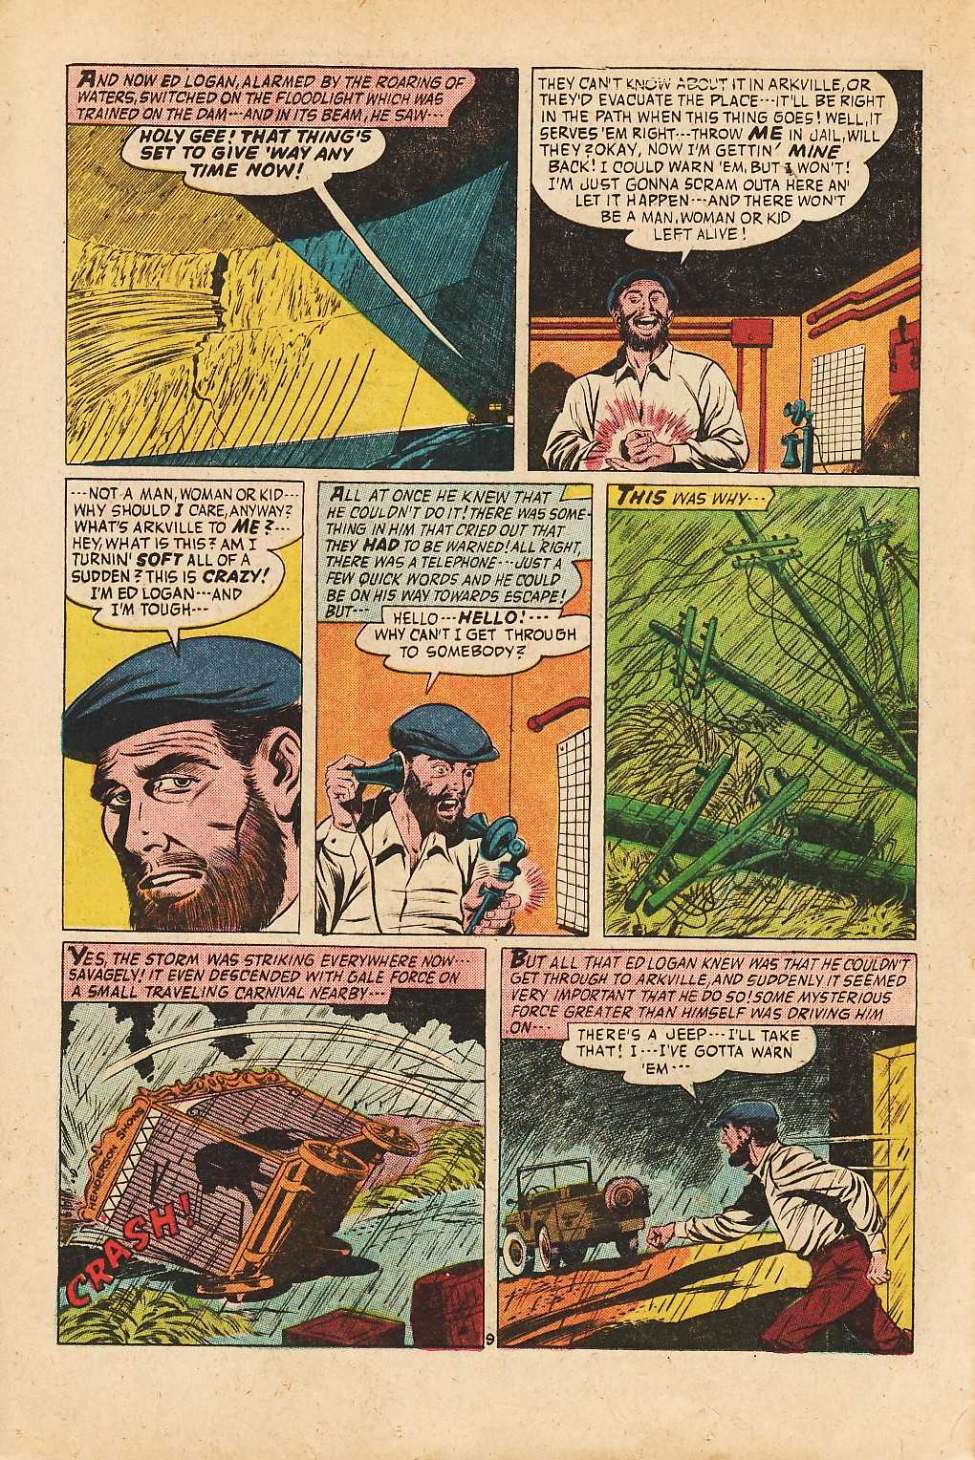 AND NOW ED LOGAN, ALARMED BY THE ROARING OF
WATERS, SWITCHED ON THE FLOODLIGHT WHICH WAS
TRAINED ON THE DAM---AND IN ITS BEAM, HE SAW---
HOLY GEE! THAT THING'S
SET TO GIVE 'WAY ANY
TIME NOW!
THEY CAN'T KNOW ABOUT IT IN ARKVILLE, OR
THEY'D EVACUATE THE PLACE---IT'LL BE RIGHT
IN THE PATH WHEN THIS THING GOES! WELL, IT
SERVES 'EM RIGHT---THROW ME IN JAIL, WILL
THEY? OKAY, NOW I'M GETTIN' MINE
BACK! I COULD WARN 'EM, BUT I WON'T!
I'M JUST GONNA SCRAM OUTA HERE AN'
LET IT HAPPEN---AND THERE WON'T
BE A MAN, WOMAN OR KID
LEFT ALIVE!
---NOT A MAN, WOMAN OR KID---
WHY SHOULD I CARE, ANYWAY?
WHAT'S ARKVILLE TO ME?---
HEY, WHAT IS THIS? AM I
TURNIN' SOFT ALL OF A
SUDDEN? THIS IS CRAZY!
I'M ED LOGAN---AND
I'M TOUGH---
ALL AT ONCE HE KNEW THAT
HE COULDN'T DO IT! THERE WAS SOME-
THING IN HIM THAT CRIED OUT THAT
THEY HAD TO BE WARNED! ALL RIGHT,
THERE WAS A TELEPHONE---JUST A
FEW QUICK WORDS AND HE COULD
BE ON HIS WAY TOWARDS ESCAPE!
BUT---
HELLO---HELLO!---
WHY CAN'T I GET THROUGH
TO SOMEBODY?
THIS WAS WHY---
YES, THE STORM WAS STRIKING EVERYWHERE NOW---
SAVAGELY! IT EVEN DESCENDED WITH GALE FORCE ON
A SMALL TRAVELING CARNIVAL NEARBY---
HENDERSON SHOWS
CRASH!
BUT ALL THAT ED LOGAN KNEW WAS THAT HE COULDN'T
GET THROUGH TO ARKVILLE, AND SUDDENLY IT SEEMED
VERY IMPORTANT THAT HE DO SO! SOME MYSTERIOUS
FORCE GREATER THAN HIMSELF WAS DRIVING HIM
ON---
THERE'S A JEEP---I'LL TAKE
THAT! I---I'VE GOTTA WARN
'EM---
9